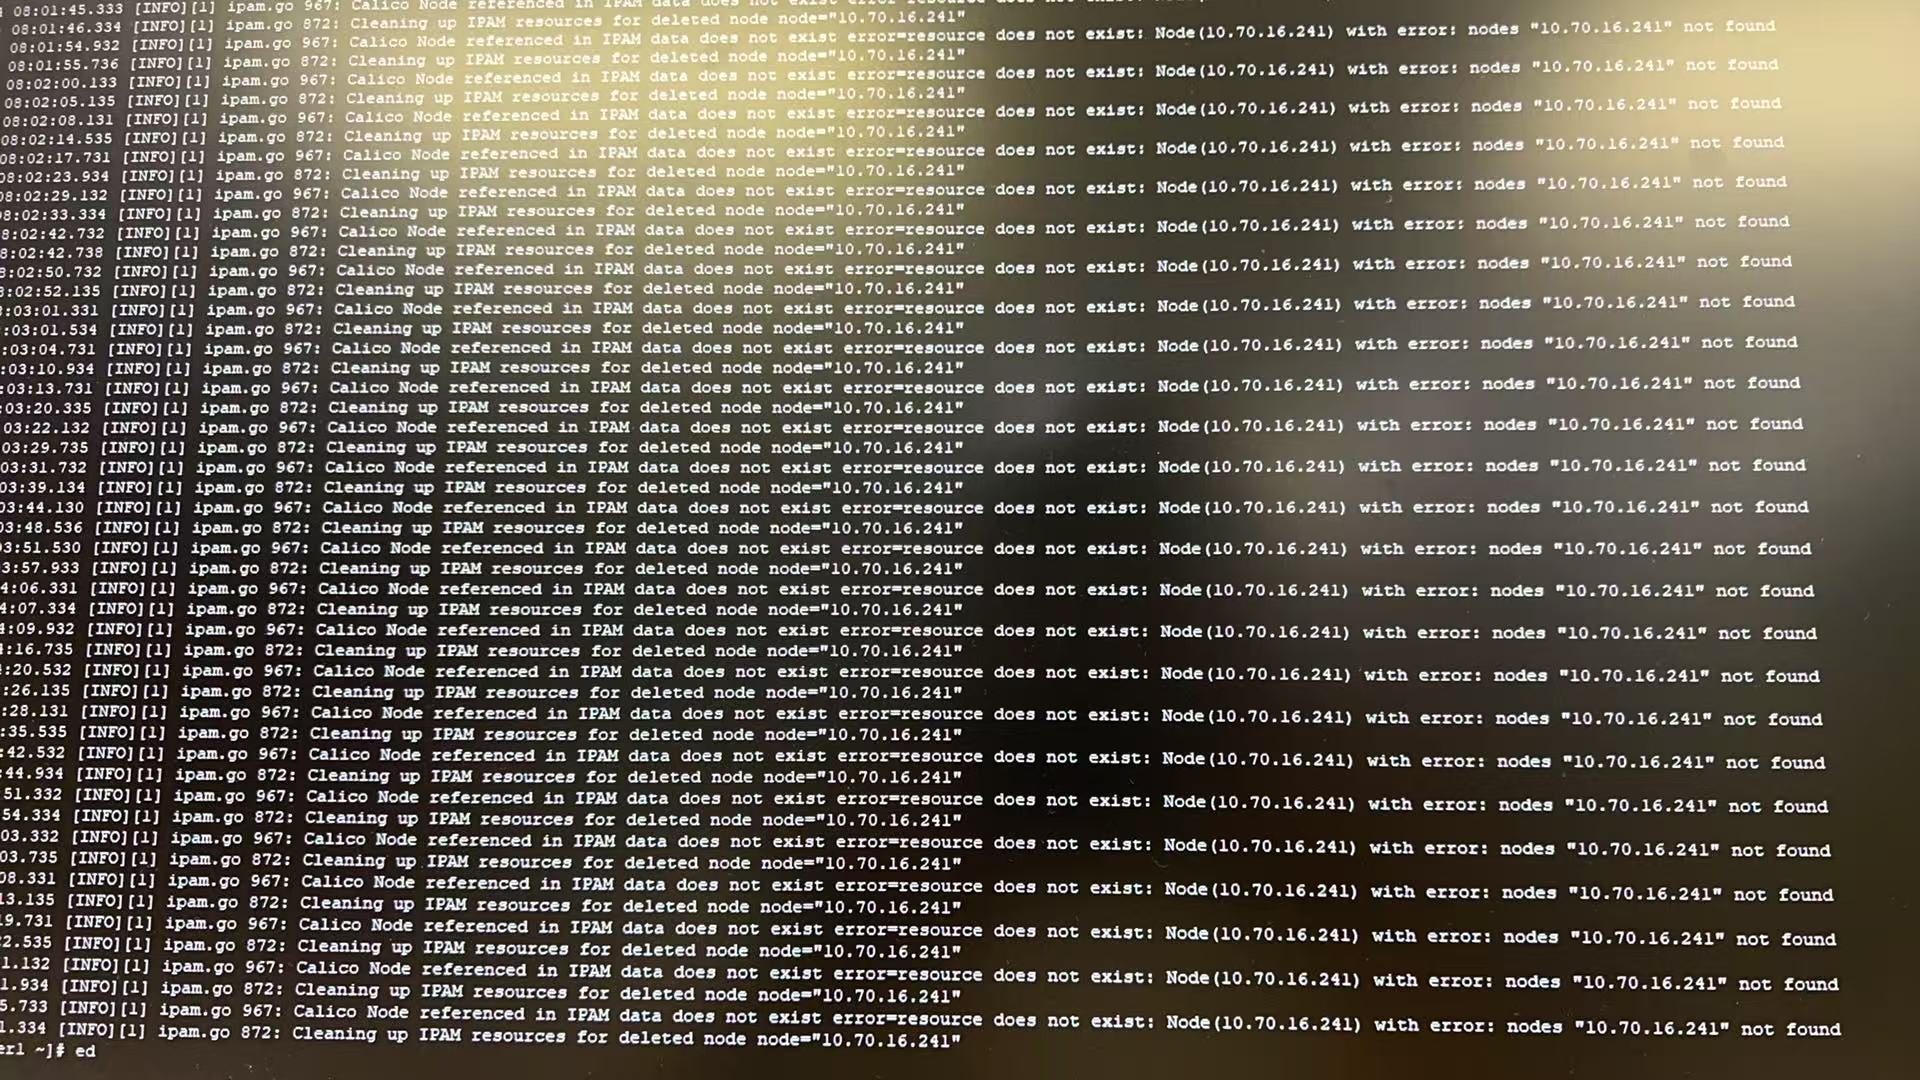 08:01:45.333 [INFO][1] ipam.go 967: Calico Node referenced in IPAM data does not exist error=resource does not exist:
08:01:46.334 [INFO][1] ipam.go 872: Cleaning up IPAM resources for deleted node node="10.70.16.241"
08:01:54.932 [INFO][1] ipam.go 967: Calico Node referenced in IPAM data does not exist error=resource does not exist: Node(10.70.16.241) with error: nodes "10.70.16.241" not found
08:01:55.736 [INFO][1] ipam.go 872: Cleaning up IPAM resources for deleted node node="10.70.16.241"
08:02:00.133 [INFO][1] ipam.go 967: Calico Node referenced in IPAM data does not exist error=resource does not exist: Node(10.70.16.241) with error: nodes "10.70.16.241" not found
08:02:05.135 [INFO][1] ipam.go 872: Cleaning up IPAM resources for deleted node node="10.70.16.241"
08:02:08.131 [INFO][1] ipam.go 967: Calico Node referenced in IPAM data does not exist error=resource does not exist: Node(10.70.16.241) with error: nodes "10.70.16.241" not found
08:02:14.535 [INFO][1] ipam.go 872: Cleaning up IPAM resources for deleted node node="10.70.16.241"
08:02:17.731 [INFO][1] ipam.go 967: Calico Node referenced in IPAM data does not exist error=resource does not exist: Node(10.70.16.241) with error: nodes "10.70.16.241" not found
08:02:23.934 [INFO][1] ipam.go 872: Cleaning up IPAM resources for deleted node node="10.70.16.241"
08:02:29.132 [INFO][1] ipam.go 967: Calico Node referenced in IPAM data does not exist error=resource does not exist: Node(10.70.16.241) with error: nodes "10.70.16.241" not found
8:02:33.334 [INFO][1] ipam.go 872: Cleaning up IPAM resources for deleted node node="10.70.16.241"
8:02:42.732 [INFO][1] ipam.go 967: Calico Node referenced in IPAM data does not exist error=resource does not exist: Node(10.70.16.241) with error: nodes "10.70.16.241" not found
8:02:42.738 [INFO][1] ipam.go 872: Cleaning up IPAM resources for deleted node node="10.70.16.241"
8:02:50.732 [INFO][1] ipam.go 967: Calico Node referenced in IPAM data does not exist error=resource does not exist: Node(10.70.16.241) with error: nodes "10.70.16.241" not found
:02:52.135 [INFO][1] ipam.go 872: Cleaning up IPAM resources for deleted node node="10.70.16.241"
:03:01.331 [INFO][1] ipam.go 967: Calico Node referenced in IPAM data does not exist error=resource does not exist: Node(10.70.16.241) with error: nodes "10.70.16.241" not found
:03:01.534 [INFO][1] ipam.go 872: Cleaning up IPAM resources for deleted node node="10.70.16.241"
:03:04.731 [INFO][1] ipam.go 967: Calico Node referenced in IPAM data does not exist error=resource does not exist: Node(10.70.16.241) with error: nodes "10.70.16.241" not found
:03:10.934 [INFO][1] ipam.go 872: Cleaning up IPAM resources for deleted node node="10.70.16.241"
:03:13.731 [INFO][1] ipam.go 967: Calico Node referenced in IPAM data does not exist error=resource does not exist: Node(10.70.16.241) with error: nodes "10.70.16.241" not found
:03:20.335 [INFO][1] ipam.go 872: Cleaning up IPAM resources for deleted node node="10.70.16.241"
03:22.132 [INFO][1] ipam.go 967: Calico Node referenced in IPAM data does not exist error=resource does not exist: Node(10.70.16.241) with error: nodes "10.70.16.241" not found
03:29.735 [INFO][1] ipam.go 872: Cleaning up IPAM resources for deleted node node="10.70.16.241"
03:31.732 [INFO][1] ipam.go 967: Calico Node referenced in IPAM data does not exist error=resource does not exist: Node(10.70.16.241) with error: nodes "10.70.16.241" not found
03:39.134 [INFO][1] ipam.go 872: Cleaning up IPAM resources for deleted node node="10.70.16.241"
03:44.130 [INFO][1] ipam.go 967: Calico Node referenced in IPAM data does not exist error=resource does not exist: Node(10.70.16.241) with error: nodes "10.70.16.241" not found
03:48.536 [INFO][1] ipam.go 872: Cleaning up IPAM resources for deleted node node="10.70.16.241"
3:51.530 [INFO][1] ipam.go 967: Calico Node referenced in IPAM data does not exist error=resource does not exist: Node(10.70.16.241) with error: nodes "10.70.16.241" not found
3:57.933 [INFO][1] ipam.go 872: Cleaning up IPAM resources for deleted node node="10.70.16.241"
4:06.331 [INFO][1] ipam.go 967: Calico Node referenced in IPAM data does not exist error=resource does not exist: Node(10.70.16.241) with error: nodes "10.70.16.241" not found
4:07.334 [INFO][1] ipam.go 872: Cleaning up IPAM resources for deleted node node="10.70.16.241"
4:09.932 [INFO][1] ipam.go 967: Calico Node referenced in IPAM data does not exist error=resource does not exist: Node(10.70.16.241) with error: nodes "10.70.16.241" not found
:16.735 [INFO][1] ipam.go 872: Cleaning up IPAM resources for deleted node node="10.70.16.241"
:20.532 [INFO][1] ipam.go 967: Calico Node referenced in IPAM data does not exist error=resource does not exist: Node(10.70.16.241) with error: nodes "10.70.16.241" not found
:26.135 [INFO][1] ipam.go 872: Cleaning up IPAM resources for deleted node node="10.70.16.241"
:28.131 [INFO][1] ipam.go 967: Calico Node referenced in IPAM data does not exist error=resource does not exist: Node(10.70.16.241) with error: nodes "10.70.16.241" not found
:35.535 [INFO][1] ipam.go 872: Cleaning up IPAM resources for deleted node node="10.70.16.241"
:42.532 [INFO][1] ipam.go 967: Calico Node referenced in IPAM data does not exist error=resource does not exist: Node(10.70.16.241) with error: nodes "10.70.16.241" not found
:44.934 [INFO][1] ipam.go 872: Cleaning up IPAM resources for deleted node node="10.70.16.241"
51.332 [INFO][1] ipam.go 967: Calico Node referenced in IPAM data does not exist error=resource does not exist: Node(10.70.16.241) with error: nodes "10.70.16.241" not found
54.334 [INFO][1] ipam.go 872: Cleaning up IPAM resources for deleted node node="10.70.16.241"
03.332 [INFO][1] ipam.go 967: Calico Node referenced in IPAM data does not exist error=resource does not exist: Node(10.70.16.241) with error: nodes "10.70.16.241" not found
03.735 [INFO][1] ipam.go 872: Cleaning up IPAM resources for deleted node node="10.70.16.241"
08.331 [INFO][1] ipam.go 967: Calico Node referenced in IPAM data does not exist error=resource does not exist: Node(10.70.16.241) with error: nodes "10.70.16.241" not found
13.135 [INFO][1] ipam.go 872: Cleaning up IPAM resources for deleted node node="10.70.16.241"
19.731 [INFO][1] ipam.go 967: Calico Node referenced in IPAM data does not exist error=resource does not exist: Node(10.70.16.241) with error: nodes "10.70.16.241" not found
2.535 [INFO][1] ipam.go 872: Cleaning up IPAM resources for deleted node node="10.70.16.241"
1.132 [INFO][1] ipam.go 967: Calico Node referenced in IPAM data does not exist error=resource does not exist: Node(10.70.16.241) with error: nodes "10.70.16.241" not found
1.934 [INFO][1] ipam.go 872: Cleaning up IPAM resources for deleted node node="10.70.16.241"
5.733 [INFO][1] ipam.go 967: Calico Node referenced in IPAM data does not exist error=resource does not exist: Node(10.70.16.241) with error: nodes "10.70.16.241" not found
1.334 [INFO][1] ipam.go 872: Cleaning up IPAM resources for deleted node node="10.70.16.241"
er1 ~]# ed